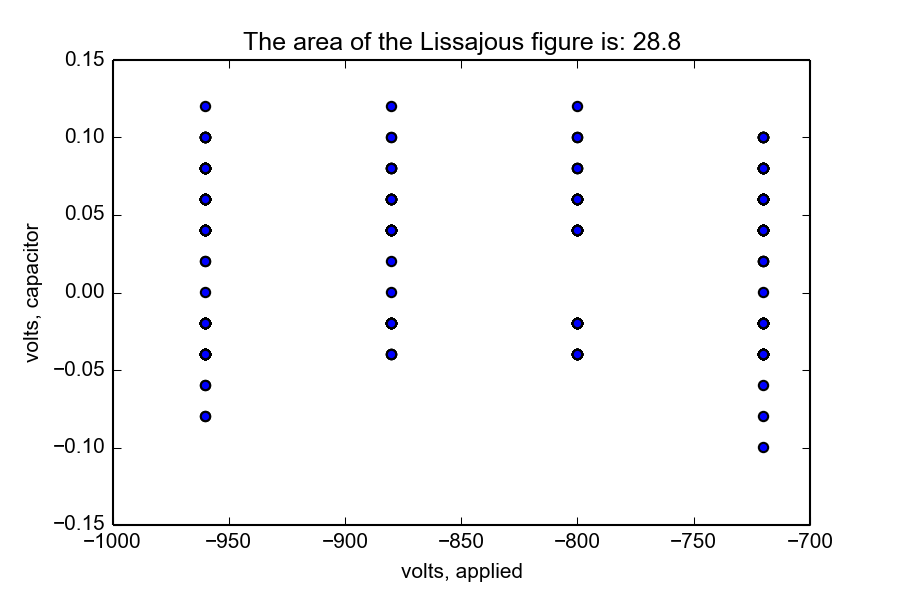 The area of the Lissajous figure is: 28.8
0.15
0.10
0.05
0.00
−0.05
−0.10
−0.15
−1000 −950 −900 −850 −800 −750 −700
volts, capacitor
volts, applied